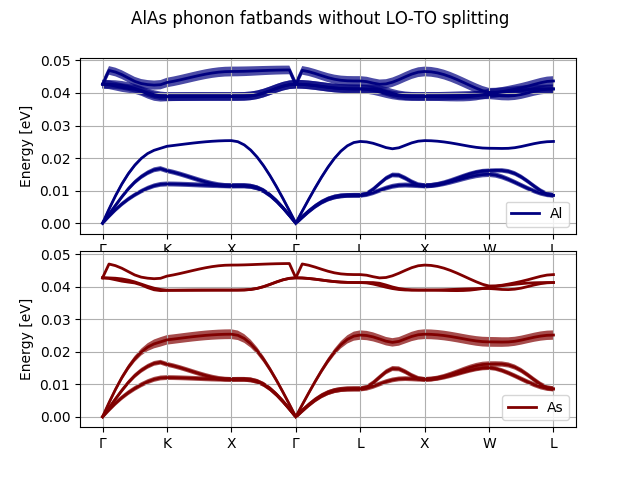 AlAs phonon fatbands without LO-TO splitting
0.05
0.04
0.03
0.02
0.01
0.00
Energy [eV]
Al
Γ K X Γ L X W L
0.05
0.04
0.03
0.02
0.01
0.00
Energy [eV]
As
Γ K X Γ L X W L